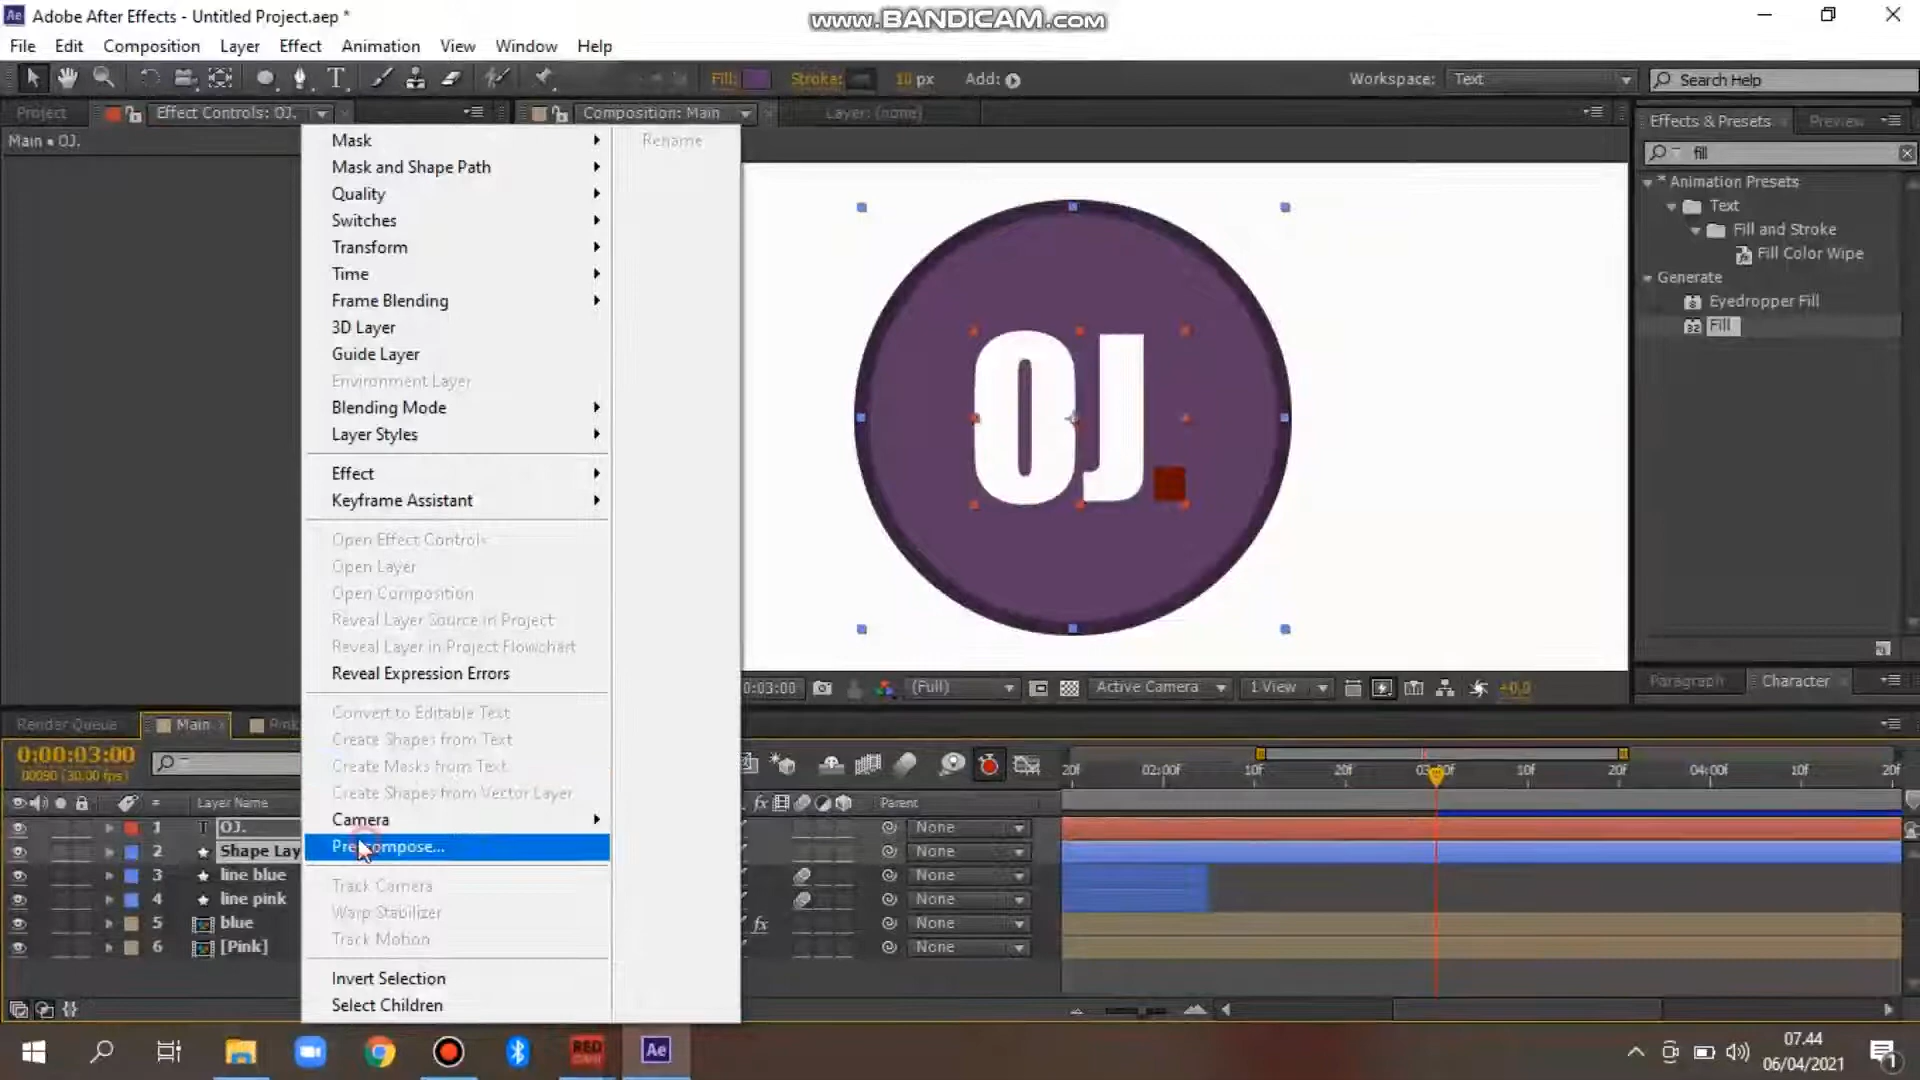 Adobe After Effects - Untitled Project.aep *
www.BANDICAM.com
File Edit Composition Layer Effect Animation View Window Help
Fill: Stroke: 10 px Add:
Workspace: Text
Search Help
Project
Effect Controls: OJ.
Composition: Main
Layer: (none)
Effects & Presets
Preview
Main • OJ.
fill
* Animation Presets
Text
Fill and Stroke
Fill Color Wipe
Generate
Eyedropper Fill
Fill
Mask
Mask and Shape Path
Quality
Switches
Transform
Time
Frame Blending
3D Layer
Guide Layer
Environment Layer
Blending Mode
Layer Styles
Effect
Keyframe Assistant
Open Effect Controls
Open Layer
Open Composition
Reveal Layer Source in Project
Reveal Layer in Project Flowchart
Reveal Expression Errors
Convert to Editable Text
Create Shapes from Text
Create Masks from Text
Create Shapes from Vector Layer
Camera
Pre-compose...
Track Camera
Warp Stabilizer
Track Motion
Invert Selection
Select Children
Rename
OJ.
0:03:00
(Full)
Active Camera
1 View
+0,0
Paragraph
Character
Render Queue
Main
Pink
0:00:03:00
00090 (30.00 fps)
20f 02:00f 10f 20f 03:00f 10f 20f 04:00f 10f 20f
# Layer Name
fx
Parent
1 T OJ. None
2 Shape Lay None
3 line blue None
4 line pink None
5 blue fx None
6 [Pink] None
RED
Ae
07.44
06/04/2021
1